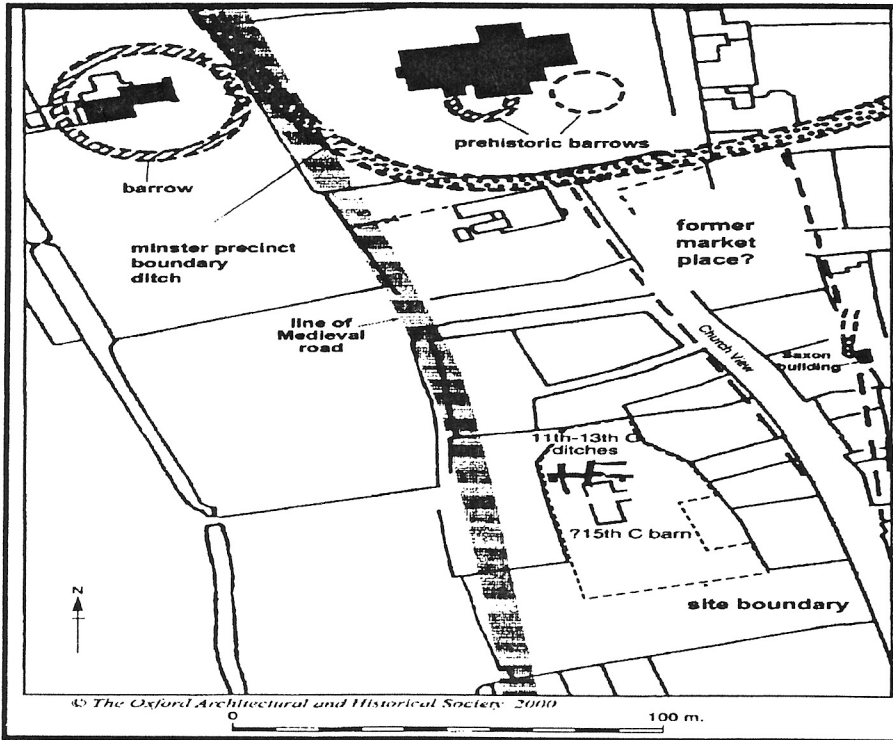 prehistoric barrows
barrow
minster precinct
boundary
ditch
former
market
place?
line of
Medieval
road
Church View
Saxon
building
11th-13th C
ditches
?15th C barn
site boundary
N
© The Oxford Architectural and Historical Society 2000
0 100 m.